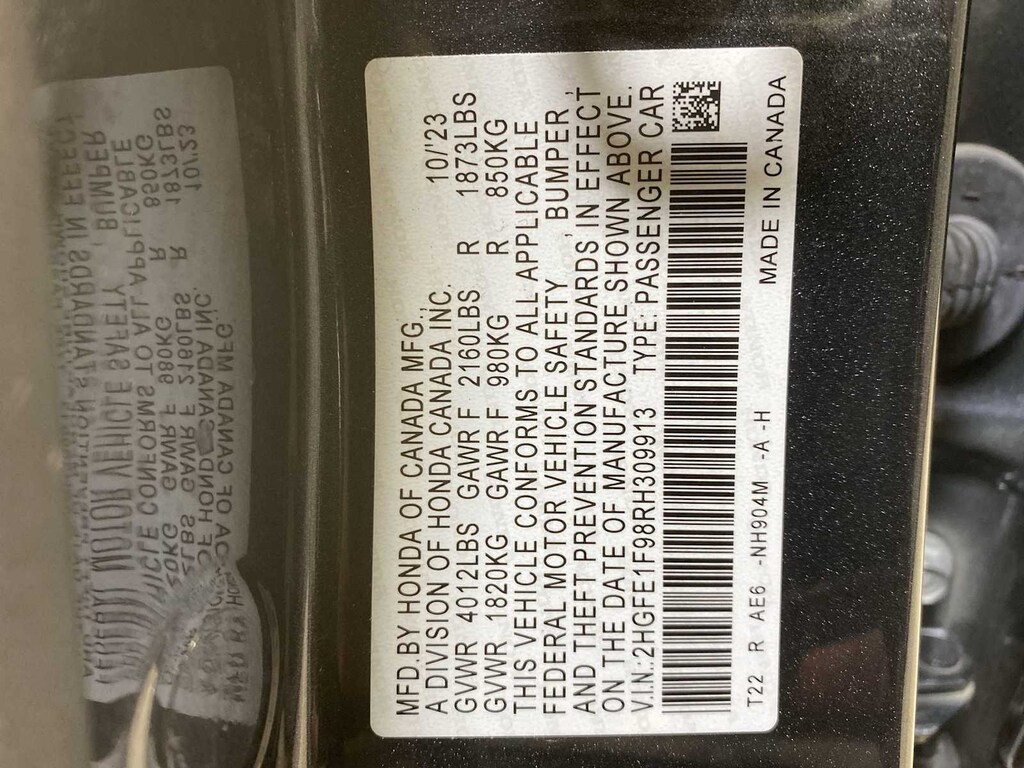 MFD.BY HONDA OF CANADA MFG., 10/'23
A DIVISION OF HONDA CANADA INC.
GVWR 4012LBS GAWR F 2160LBS R 1873LBS
GVWR 1820KG GAWR F 980KG R 850KG
THIS VEHICLE CONFORMS TO ALL APPLICABLE
FEDERAL MOTOR VEHICLE SAFETY, BUMPER,
AND THEFT PREVENTION STANDARDS, IN EFFECT
ON THE DATE OF MANUFACTURE SHOWN ABOVE.
V.I.N.:2HGFE1F98RH309913 TYPE:PASSENGER CAR
T22 R AE6 -NH904M -A -H MADE IN CANADA